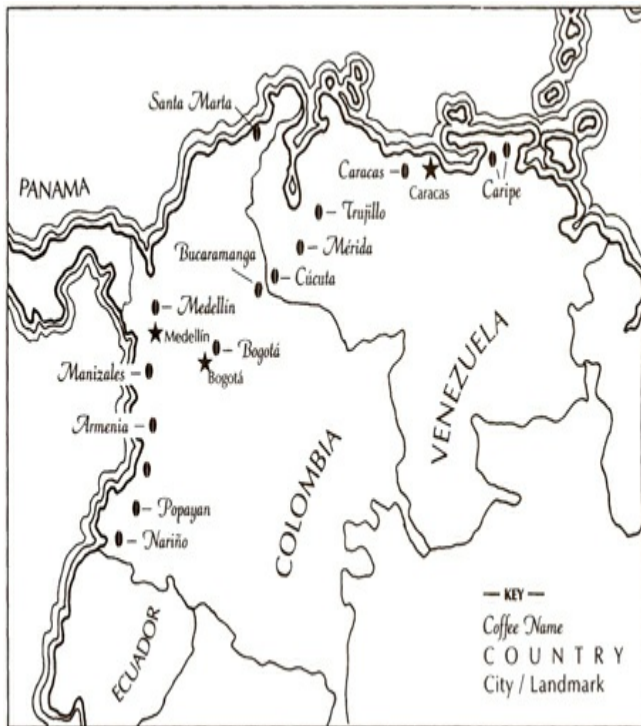 Santa Marta
PANAMA
Caracas
Caracas
Caripe
Trujillo
Mérida
Bucaramanga
Cúcuta
Medellín
Medellín
Bogotá
Bogotá
Manizales
VENEZUELA
Armenia
COLOMBIA
Popayan
Nariño
ECUADOR
— KEY —
Coffee Name
COUNTRY
City / Landmark